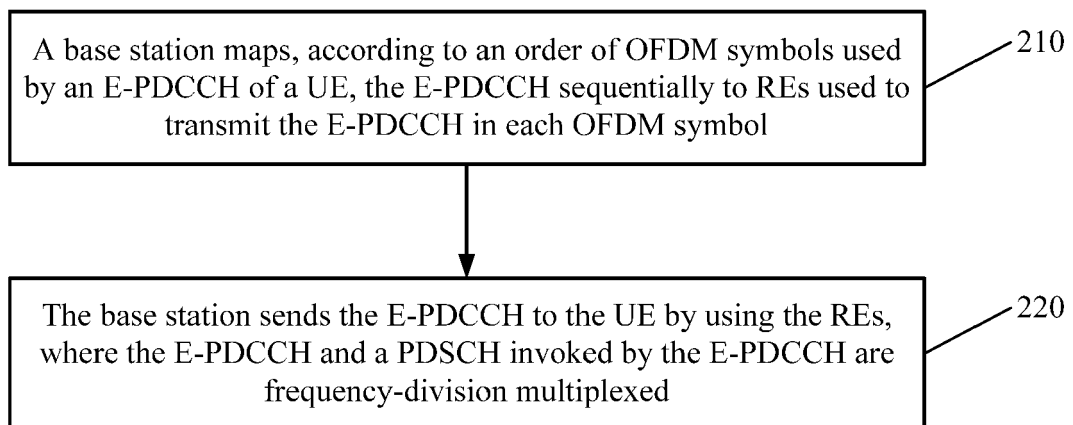 A base station maps, according to an order of OFDM symbols used
by an E-PDCCH of a UE, the E-PDCCH sequentially to REs used to
transmit the E-PDCCH in each OFDM symbol
210
The base station sends the E-PDCCH to the UE by using the REs,
where the E-PDCCH and a PDSCH invoked by the E-PDCCH are
frequency-division multiplexed
220